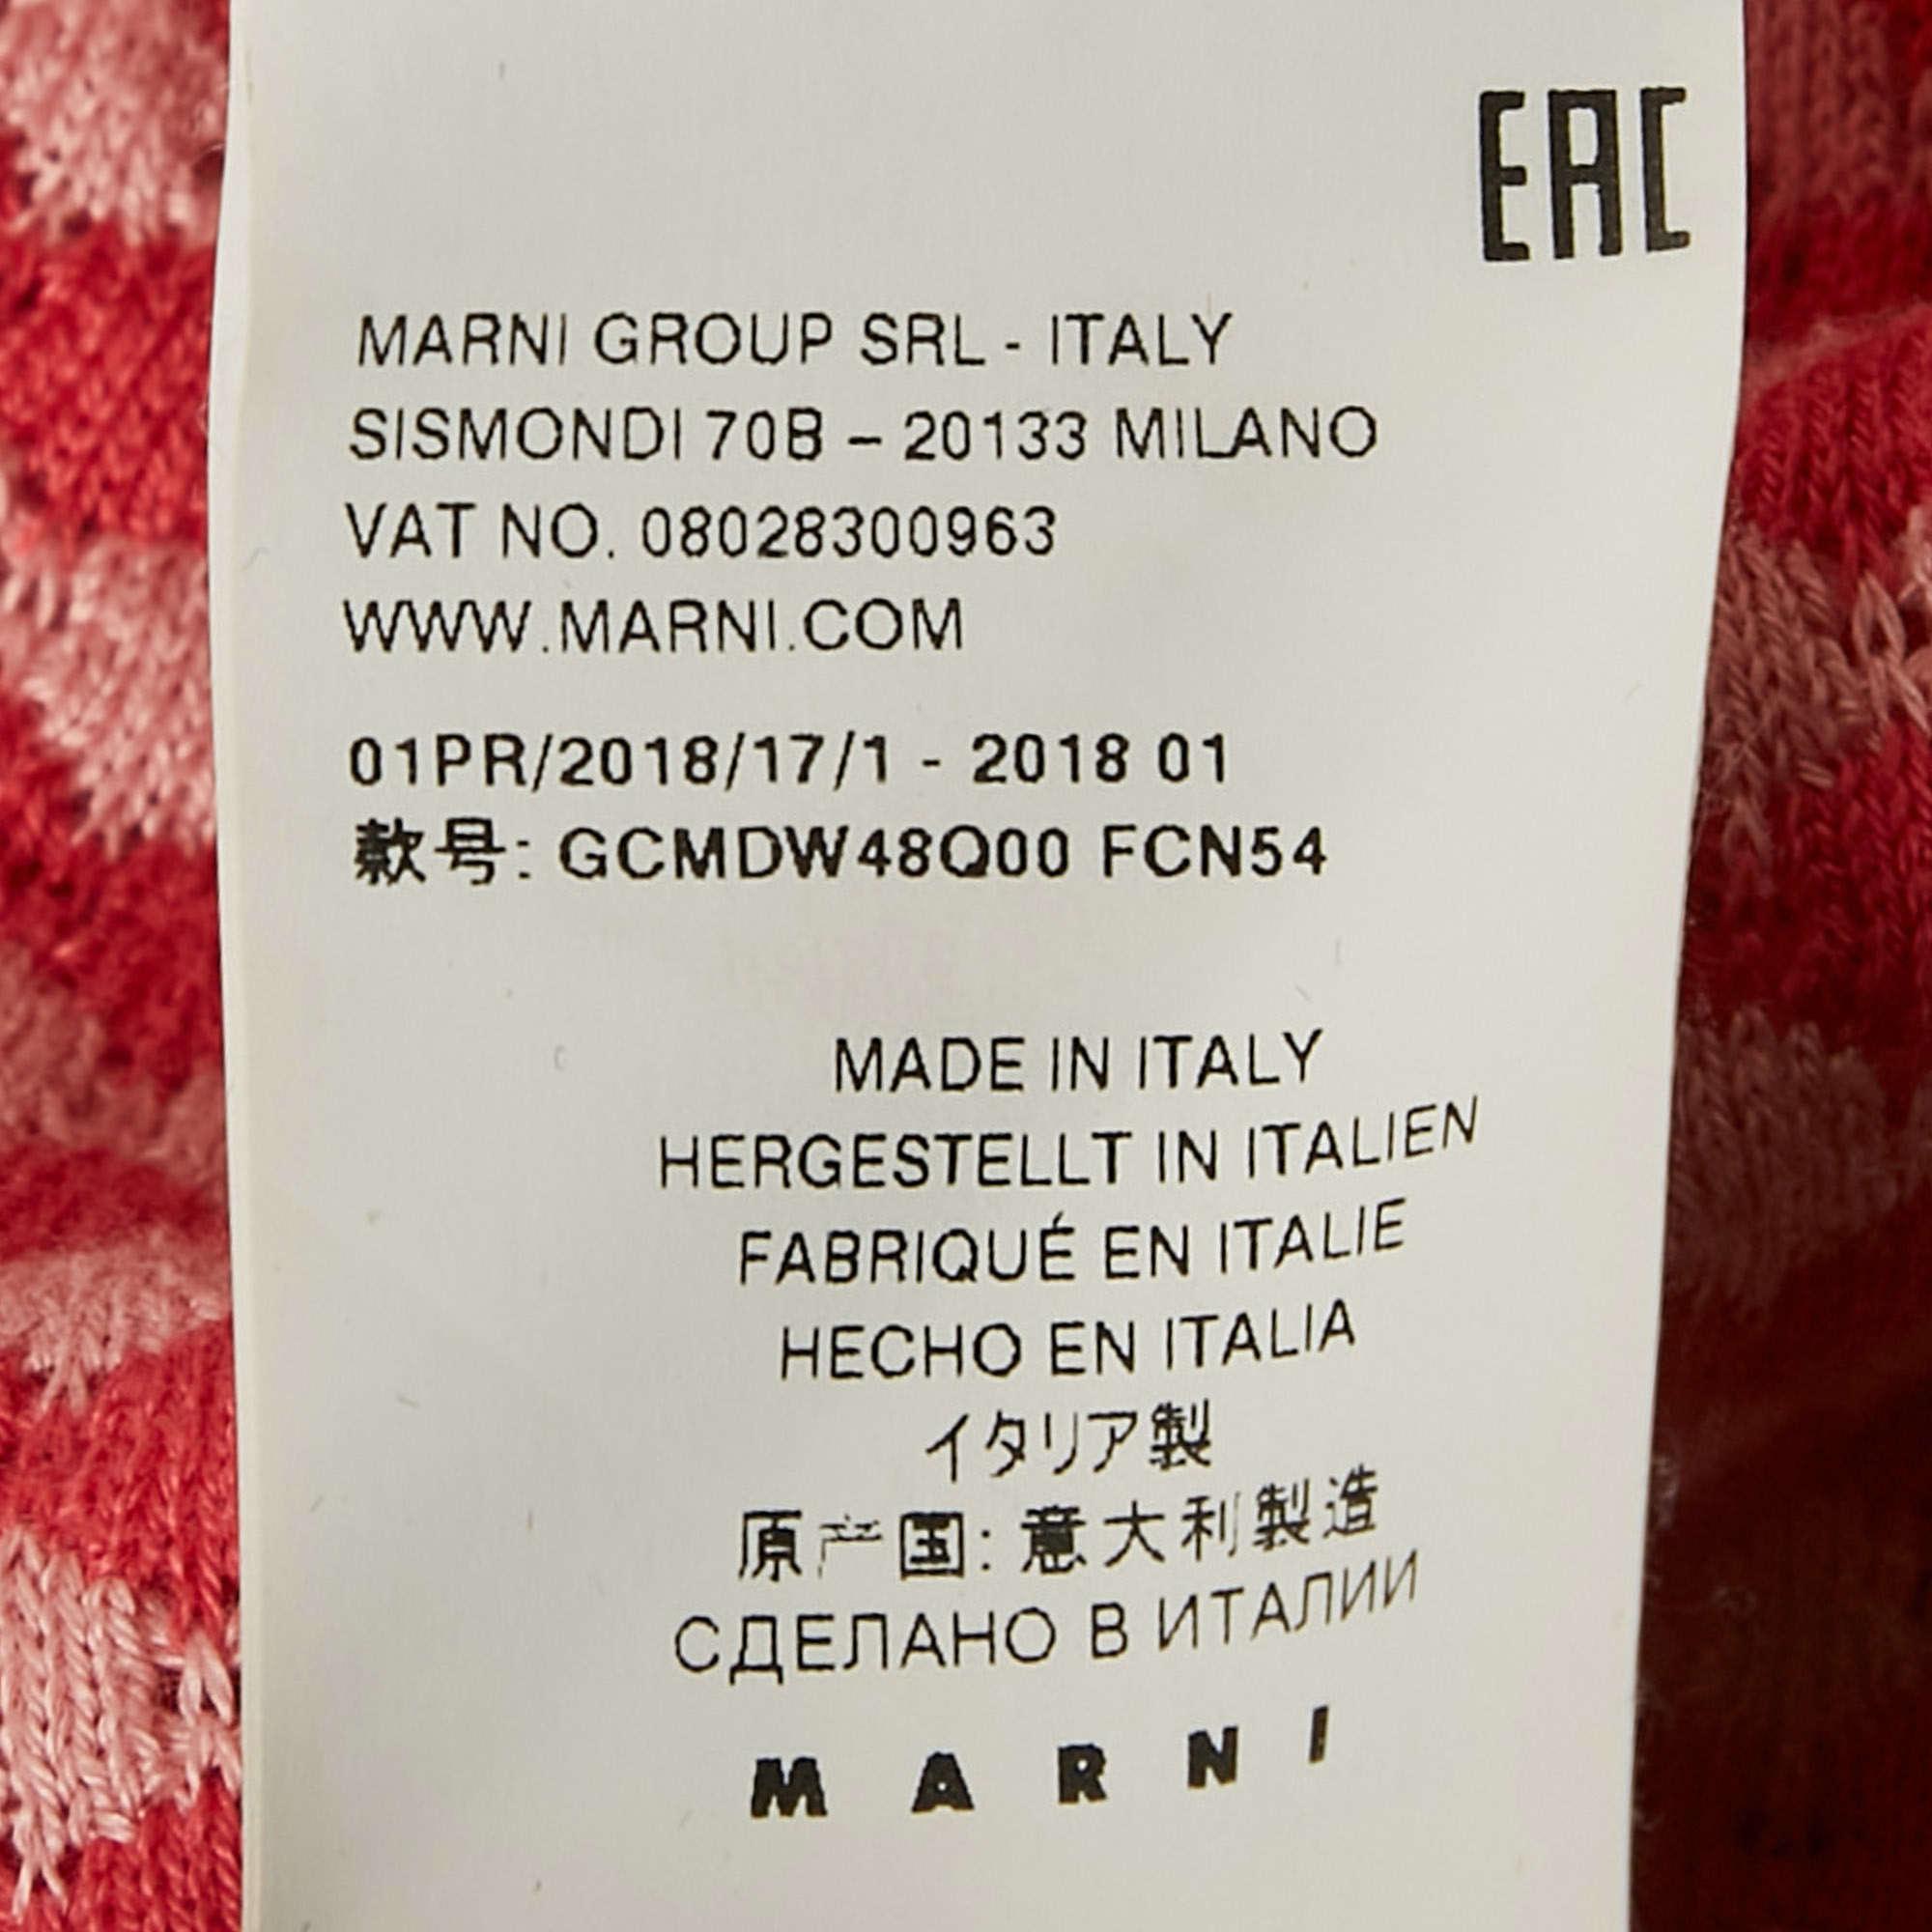 EAC
MARNI GROUP SRL - ITALY
SISMONDI 70B – 20133 MILANO
VAT NO. 08028300963
WWW.MARNI.COM
01PR/2018/17/1 - 2018 01
款号: GCMDW48Q00 FCN54
MADE IN ITALY
HERGESTELLT IN ITALIEN
FABRIQUÉ EN ITALIE
HECHO EN ITALIA
イタリア製
原产国: 意大利製造
СДЕЛАНО В ИТАЛИИ
MARNI